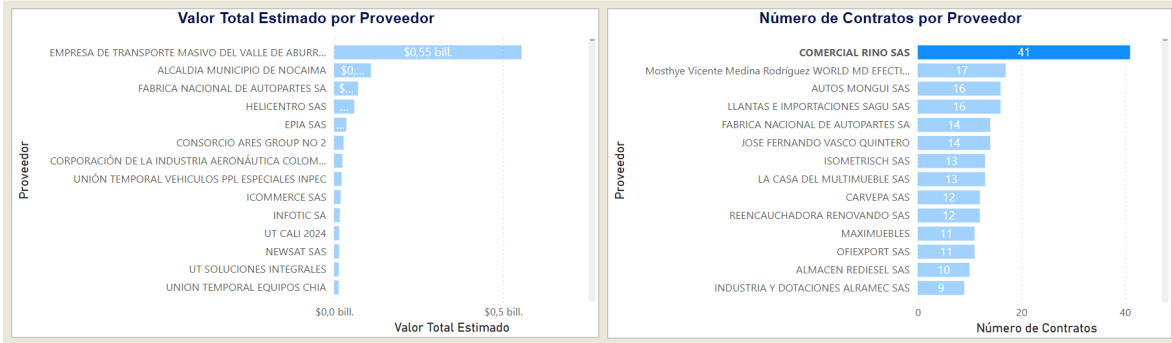 Valor Total Estimado por Proveedor
Proveedor
EMPRESA DE TRANSPORTE MASIVO DEL VALLE DE ABURR... $0,55 bill.
ALCALDIA MUNICIPIO DE NOCAIMA $0,...
FABRICA NACIONAL DE AUTOPARTES SA $...
HELICENTRO SAS ...
EPIA SAS ...
CONSORCIO ARES GROUP NO 2
CORPORACIÓN DE LA INDUSTRIA AERONÁUTICA COLOM...
UNIÓN TEMPORAL VEHICULOS PPL ESPECIALES INPEC
ICOMMERCE SAS
INFOTIC SA
UT CALI 2024
NEWSAT SAS
UT SOLUCIONES INTEGRALES
UNION TEMPORAL EQUIPOS CHIA
$0,0 bill. $0,5 bill.
Valor Total Estimado
Número de Contratos por Proveedor
Proveedor
COMERCIAL RINO SAS 41
Mosthye Vicente Medina Rodríguez WORLD MD EFECTI... 17
AUTOS MONGUI SAS 16
LLANTAS E IMPORTACIONES SAGU SAS 16
FABRICA NACIONAL DE AUTOPARTES SA 14
JOSE FERNANDO VASCO QUINTERO 14
ISOMETRISCH SAS 13
LA CASA DEL MULTIMUEBLE SAS 13
CARVEPA SAS 12
REENCAUCHADORA RENOVANDO SAS 12
MAXIMUEBLES 11
OFIEXPORT SAS 11
ALMACEN REDIESEL SAS 10
INDUSTRIA Y DOTACIONES ALRAMEC SAS 9
0 20 40
Número de Contratos